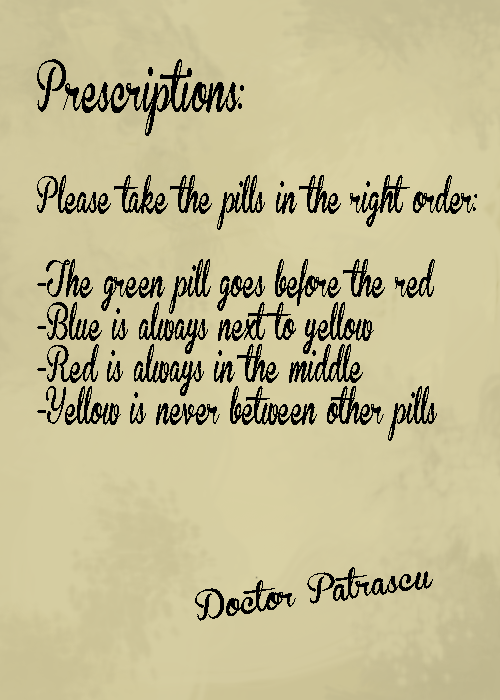 Prescriptions:
Please take the pills in the right order:
-The green pill goes before the red
-Blue is always next to yellow
-Red is always in the middle
-Yellow is never between other pills
Doctor Patrascu